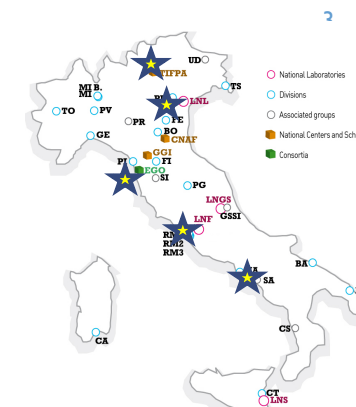 UD
TIFPA
National Laboratories
TS
Divisions
MI B.
MI
LNL
TO
PV
Associated groups
PR
FE
National Centers and Sch
GE
BO
CNAF
GGI
Consortia
PI
FI
EGO
SI
PG
LNGS
GSSI
LNF
RM2
RM3
BA
SA
CS
CA
CT
LNS